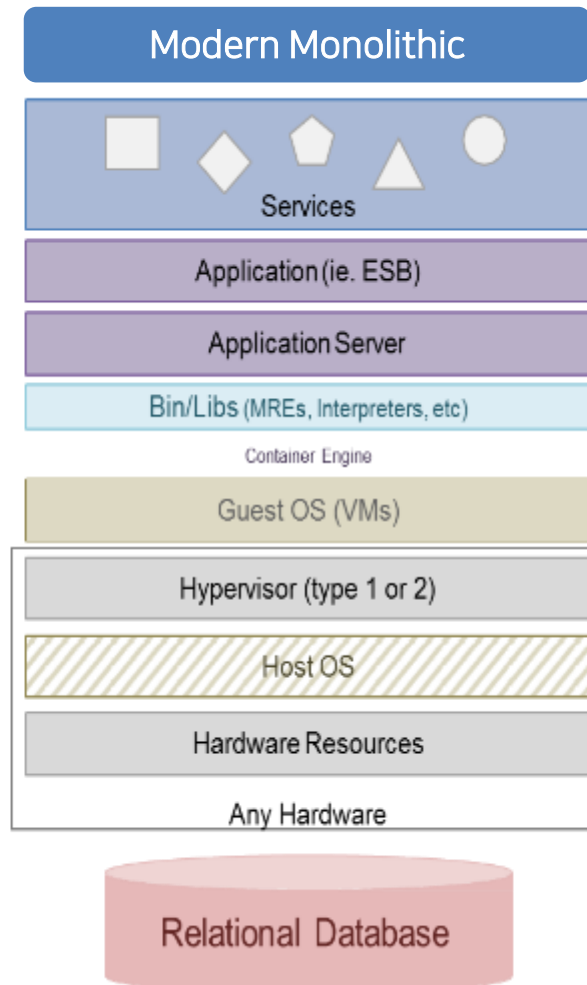 Modern Monolithic
Services
Application (ie. ESB)
Application Server
Bin/Libs (MREs, Interpreters, etc)
Container Engine
Guest OS (VMs)
Hypervisor (type 1 or 2)
Host OS
Hardware Resources
Any Hardware
Relational Database